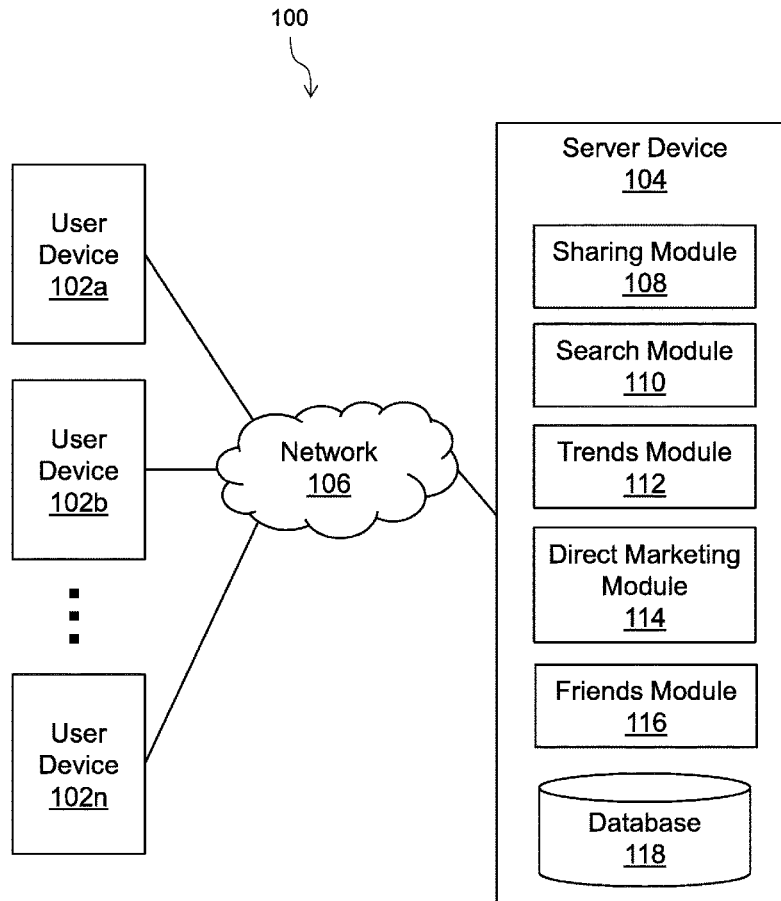 100
User
Device
102a
User
Device
102b
User
Device
102n
Network
106
Server Device
104
Sharing Module
108
Search Module
110
Trends Module
112
Direct Marketing
Module
114
Friends Module
116
Database
118